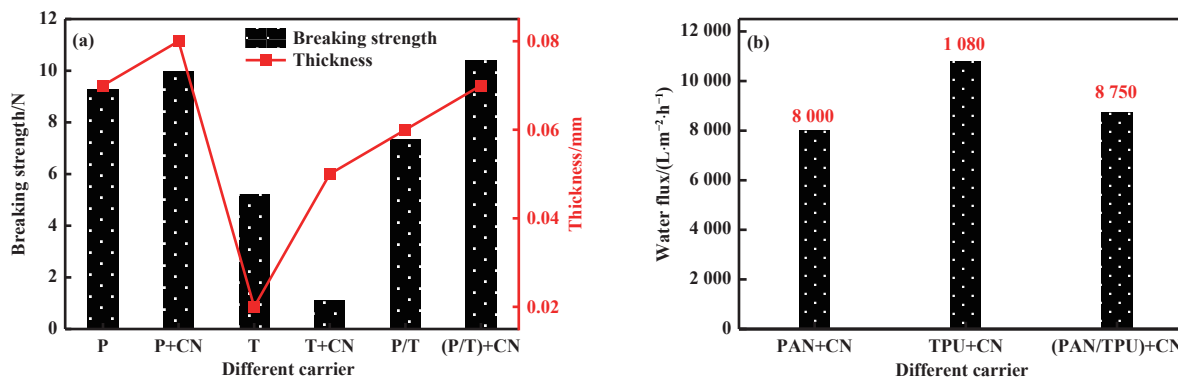 (a)
Breaking strength
Thickness
12
10
8
6
4
2
0
Breaking strength/N
0.08
0.06
0.04
0.02
Thickness/mm
P P+CN T T+CN P/T (P/T)+CN
Different carrier
(b)
12 000
10 000
8 000
6 000
4 000
2 000
0
Water flux/(L·m⁻²·h⁻¹)
8 000
1 080
8 750
PAN+CN TPU+CN (PAN/TPU)+CN
Different carrier